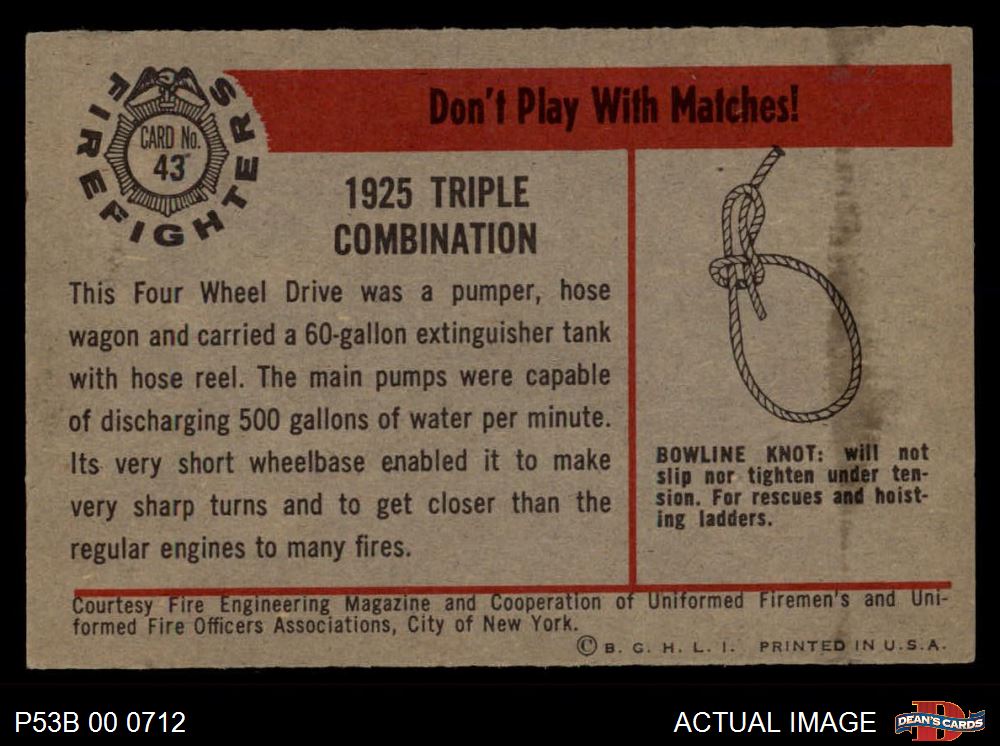 FIREFIGHTERS
CARD No.
43
Don't Play With Matches!
1925 TRIPLE
COMBINATION
This Four Wheel Drive was a pumper, hose
wagon and carried a 60-gallon extinguisher tank
with hose reel. The main pumps were capable
of discharging 500 gallons of water per minute.
Its very short wheelbase enabled it to make
very sharp turns and to get closer than the
regular engines to many fires.
BOWLINE KNOT: will not
slip nor tighten under ten-
sion. For rescues and hoist-
ing ladders.
Courtesy Fire Engineering Magazine and Cooperation of Uniformed Firemen's and Uni-
formed Fire Officers Associations, City of New York.
© B. G. H. L. I. PRINTED IN U.S.A.
P53B 00 0712
ACTUAL IMAGE
D
DEAN'S CARDS